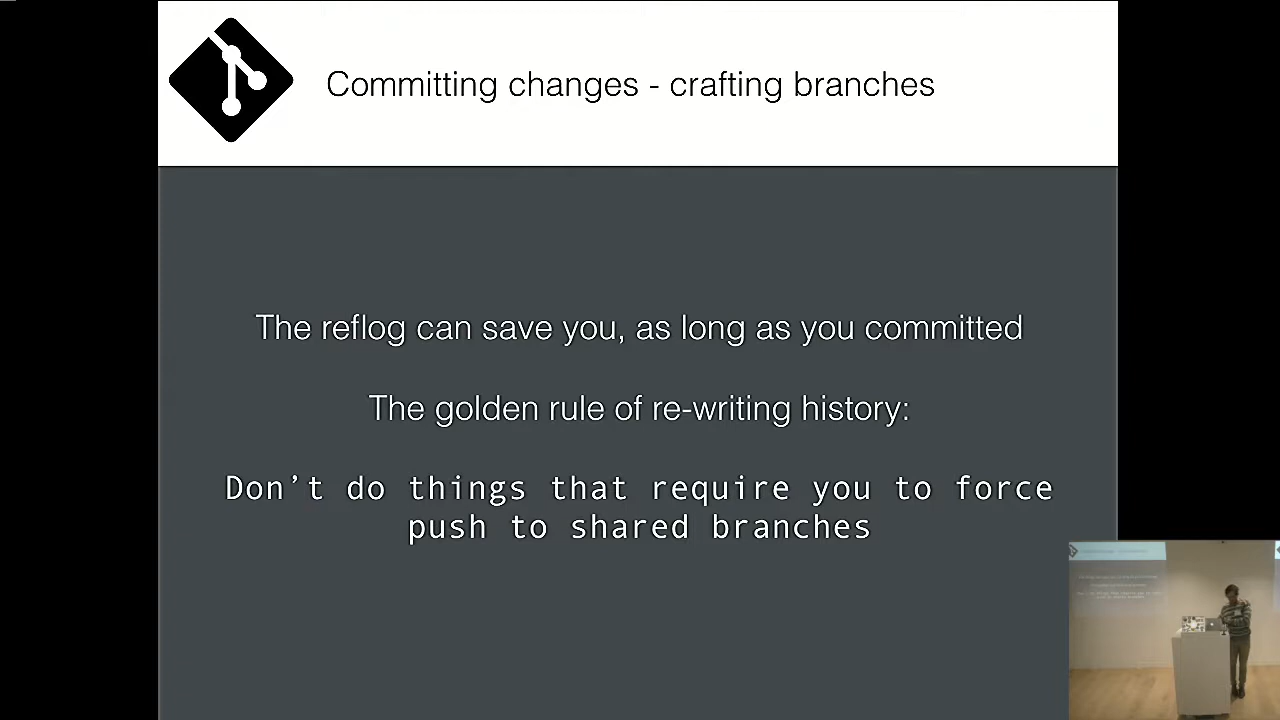 Committing changes - crafting branches
The reflog can save you, as long as you committed
The golden rule of re-writing history:
Don’t do things that require you to force
push to shared branches